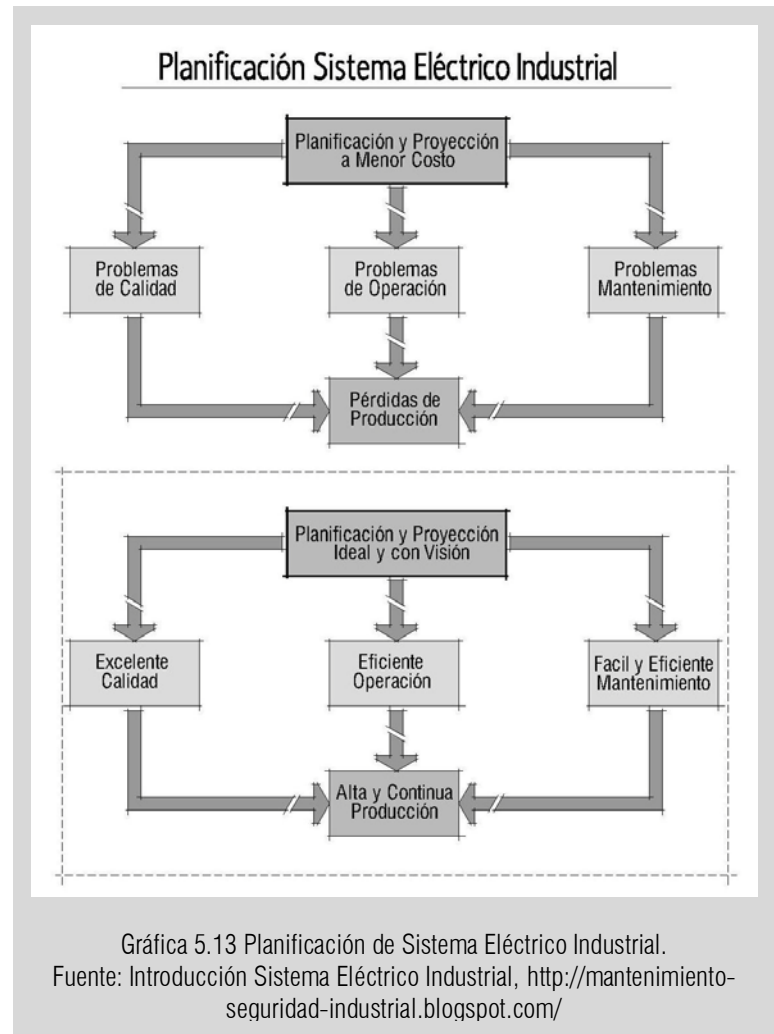 Planificación Sistema Eléctrico Industrial
Planificación y Proyección
a Menor Costo
Problemas
de Calidad
Problemas
de Operación
Problemas
Mantenimiento
Pérdidas de
Producción
Planificación y Proyección
Ideal y con Visión
Excelente
Calidad
Eficiente
Operación
Facil y Eficiente
Mantenimiento
Alta y Continua
Producción
Gráfica 5.13 Planificación de Sistema Eléctrico Industrial.
Fuente: Introducción Sistema Eléctrico Industrial, http://mantenimiento-
seguridad-industrial.blogspot.com/